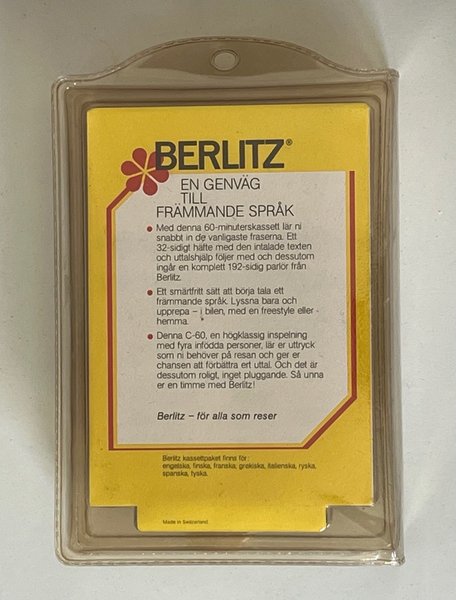 BERLITZ®
EN GENVÄG
TILL
FRÄMMANDE SPRÅK
• Med denna 60-minuterskassett lär ni
snabbt in de vanligaste fraserna. Ett
32-sidigt häfte med den intalade texten
och uttalshjälp följer med och dessutom
ingår en komplett 192-sidig parlör från
Berlitz.
• Ett smärtfritt sätt att börja tala ett
främmande språk. Lyssna bara och
upprepa – i bilen, med en freestyle eller
hemma.
• Denna C-60, en högklassig inspelning
med fyra infödda personer, lär er uttryck
som ni behöver på resan och ger er
chansen att förbättra ert uttal. Och det är
dessutom roligt, inget pluggande. Så unna
er en timme med Berlitz!
Berlitz – för alla som reser
Berlitz kassettpaket finns för:
engelska, finska, franska, grekiska, italienska, ryska,
spanska, tyska.
Made in Switzerland.